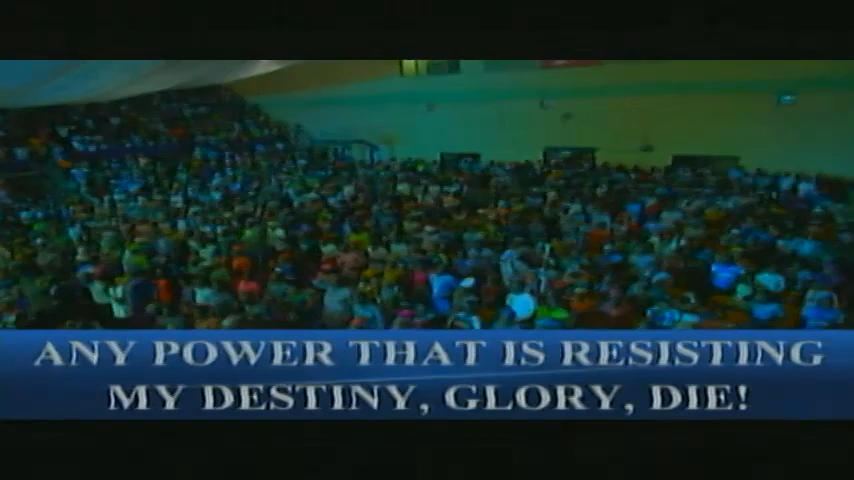 ANY POWER THAT IS RESISTING
MY DESTINY, GLORY, DIE!